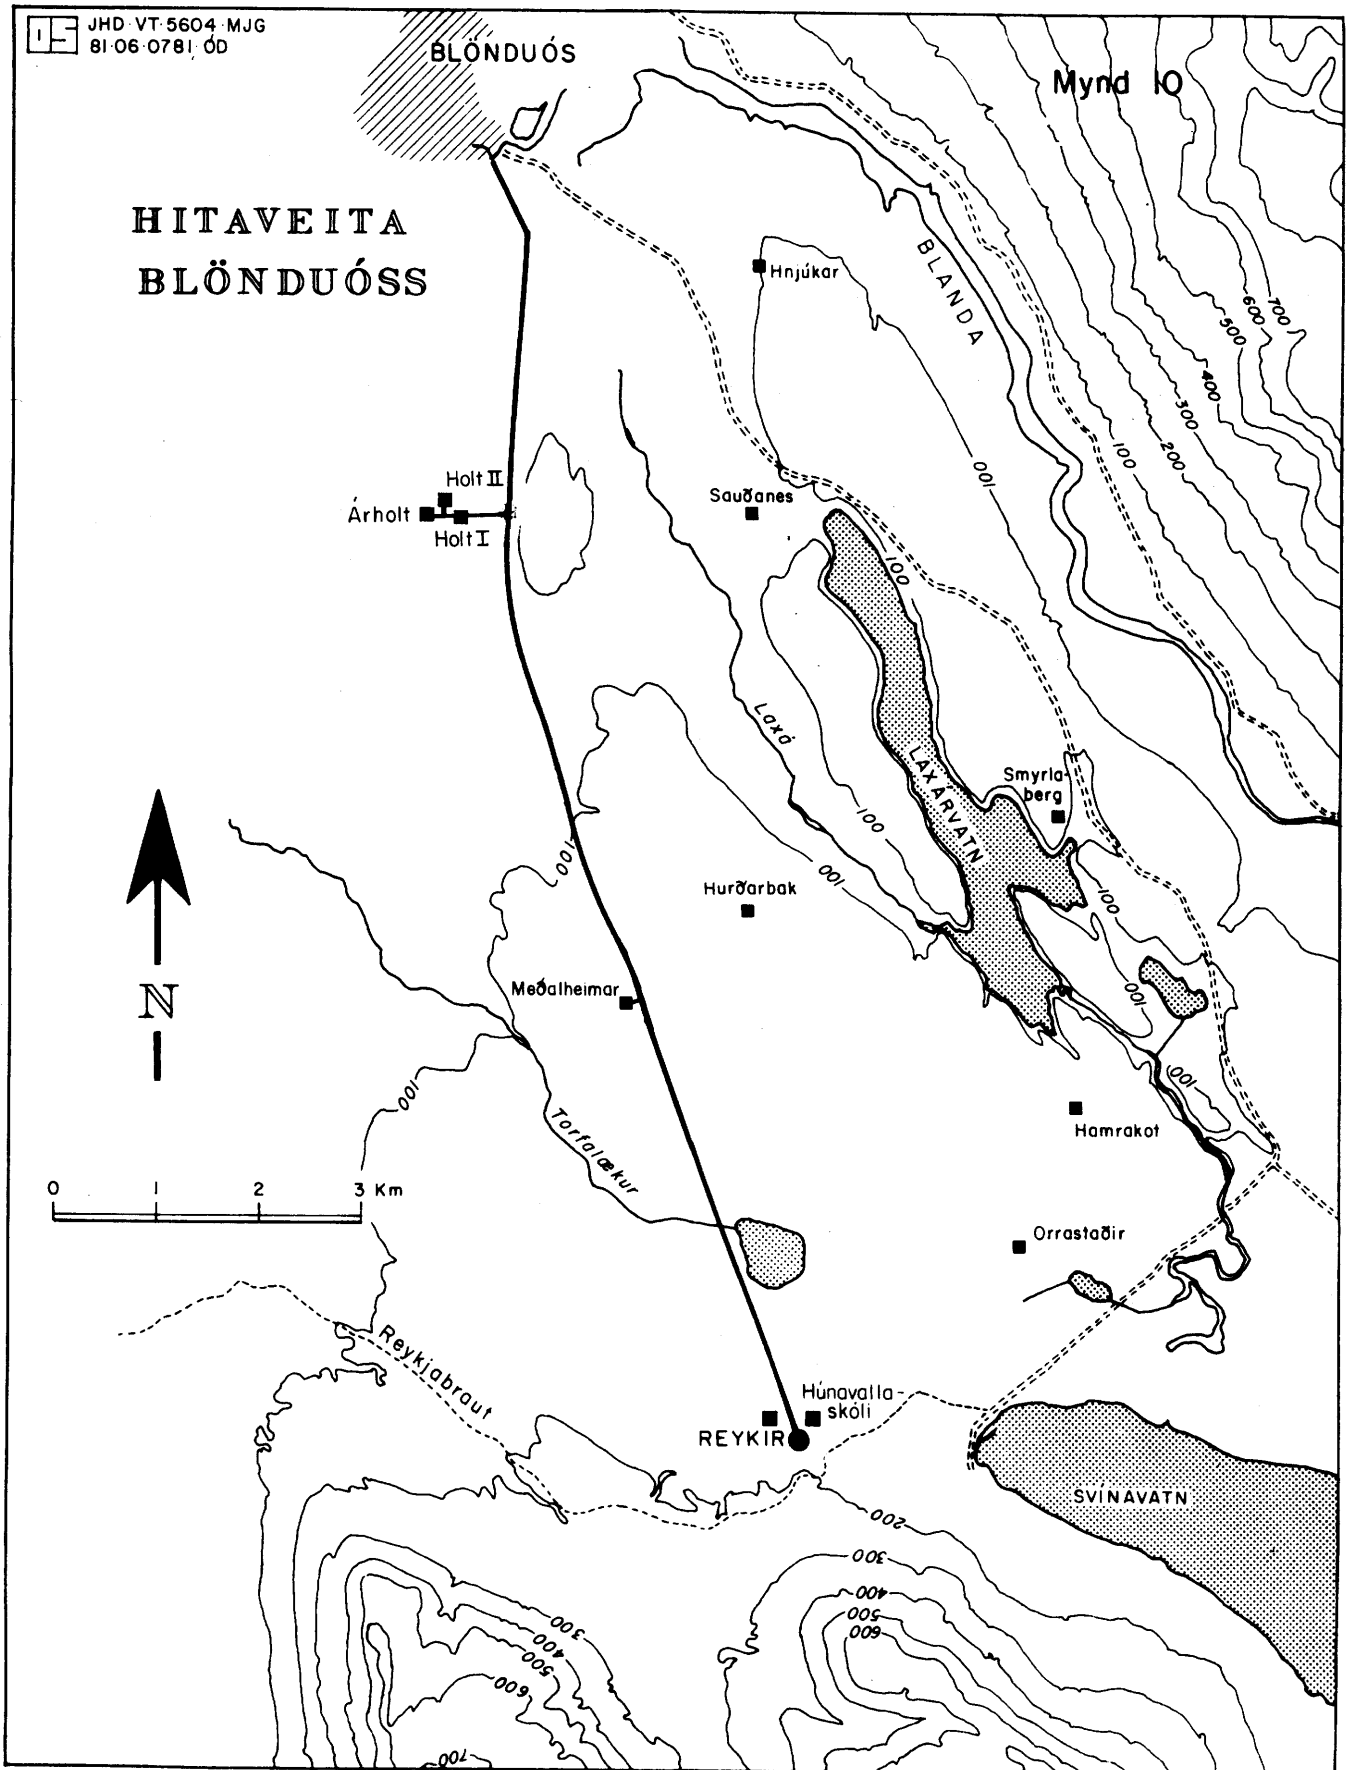 OS
JHD·VT·5604·MJG
81·06·0781·ÓD
BLÖNDUÓS
Mynd 10
HITAVEITA
BLÖNDUÓSS
Hnjúkar
BLANDA
700
600
500
400
300
200
100
100
Holt II
Árholt
Holt I
Sauðanes
100
Laxá
LAXÁRVATN
Smyrla-
berg
100
100
100
Hurðarbak
100
100
Meðalheimar
N
100
100
Hamrakot
Torfalækur
0 1 2 3 Km
Orrastaðir
Reykjabraut
Húnavalla-
skóli
REYKIR
SVÍNAVATN
200
300
400
500
600
300
400
500
600
700